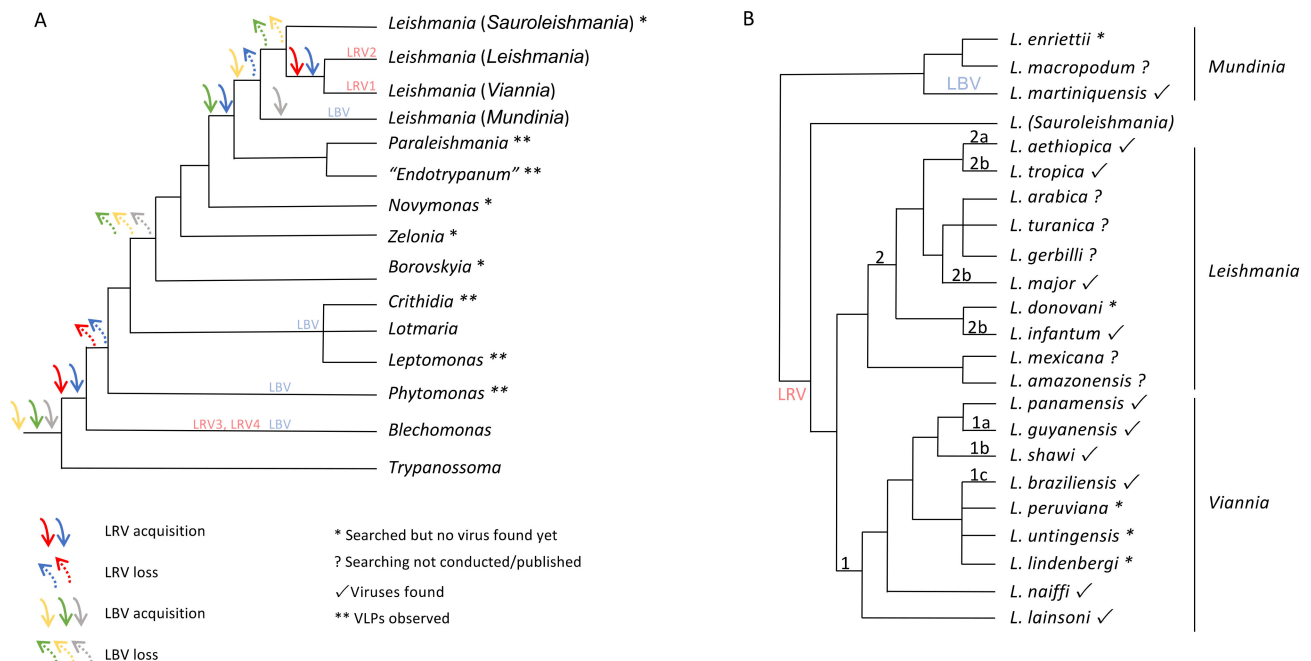 A
Leishmania (Sauroleishmania) *
LRV2
Leishmania (Leishmania)
LRV1
Leishmania (Viannia)
LBV
Leishmania (Mundinia)
Paraleishmania **
“Endotrypanum” **
Novymonas *
Zelonia *
Borovskyia *
Crithidia **
LBV
Lotmaria
Leptomonas **
LBV
Phytomonas **
LRV3, LRV4 LBV
Blechomonas
Trypanossoma
LRV acquisition
LRV loss
LBV acquisition
LBV loss
* Searched but no virus found yet
? Searching not conducted/published
✓Viruses found
** VLPs observed
B
L. enriettii *
L. macropodum ?
LBV
L. martiniquensis ✓
Mundinia
L. (Sauroleishmania)
2a
L. aethiopica ✓
2b
L. tropica ✓
L. arabica ?
L. turanica ?
2
L. gerbilli ?
2b
L. major ✓
L. donovani *
2b
L. infantum ✓
L. mexicana ?
L. amazonensis ?
Leishmania
LRV
L. panamensis ✓
1a
L. guyanensis ✓
1b
L. shawi ✓
1c
L. braziliensis ✓
L. peruviana *
L. untingensis *
L. lindenbergi *
1
L. naiffi ✓
L. lainsoni ✓
Viannia